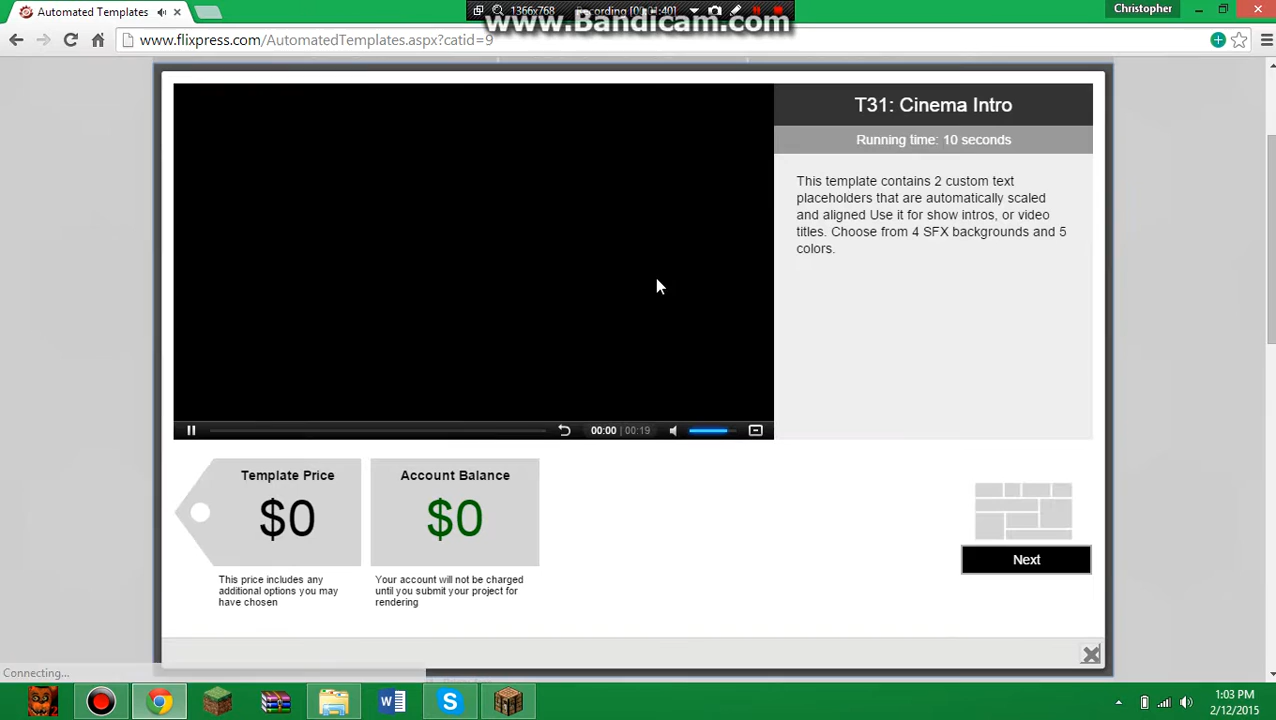 Automated Templates
1366x768
Recording
www.Bandicam.com
Christopher
www.flixpress.com/AutomatedTemplates.aspx?catid=9
T31: Cinema Intro
Running time: 10 seconds
This template contains 2 custom text
placeholders that are automatically scaled
and aligned Use it for show intros, or video
titles. Choose from 4 SFX backgrounds and 5
colors.
00:00 | 00:19
Template Price
$0
Account Balance
$0
This price includes any
additional options you may
have chosen
Your account will not be charged
until you submit your project for
rendering
Next
Connecting...
1:03 PM
2/12/2015